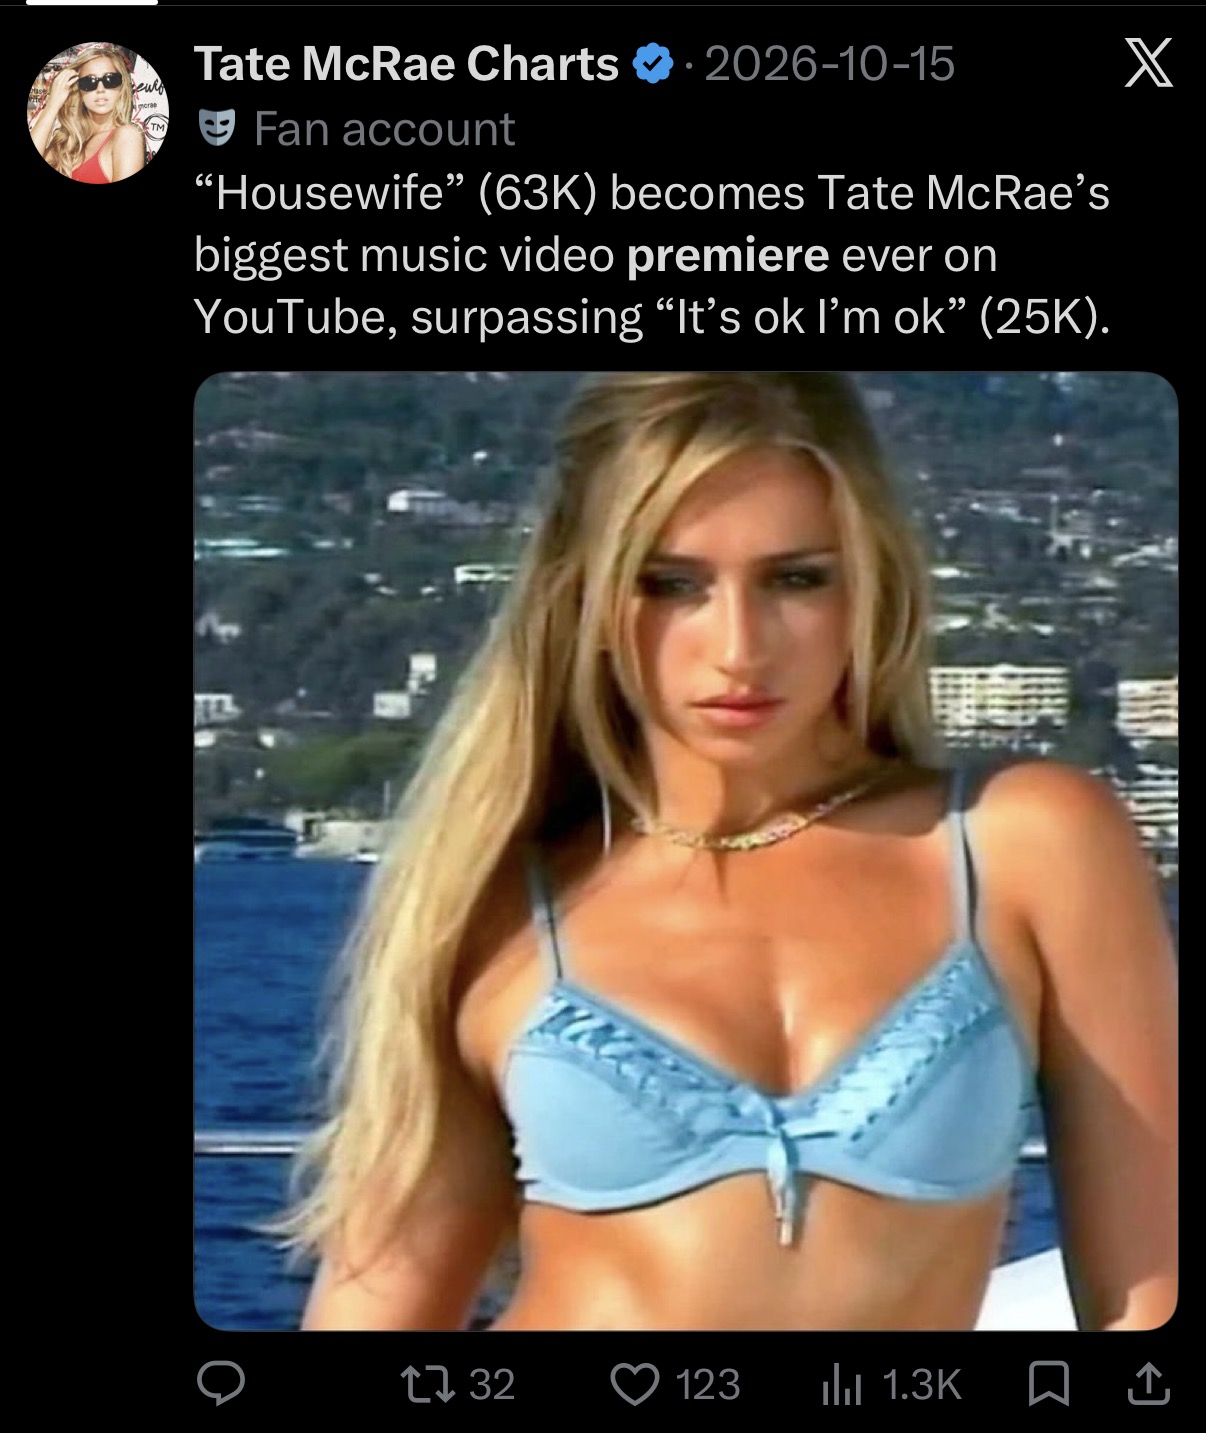 Tate McRae Charts · 2026-10-15
Fan account
“Housewife” (63K) becomes Tate McRae’s
biggest music video premiere ever on
YouTube, surpassing “It’s ok I’m ok” (25K).
32 123 1.3K